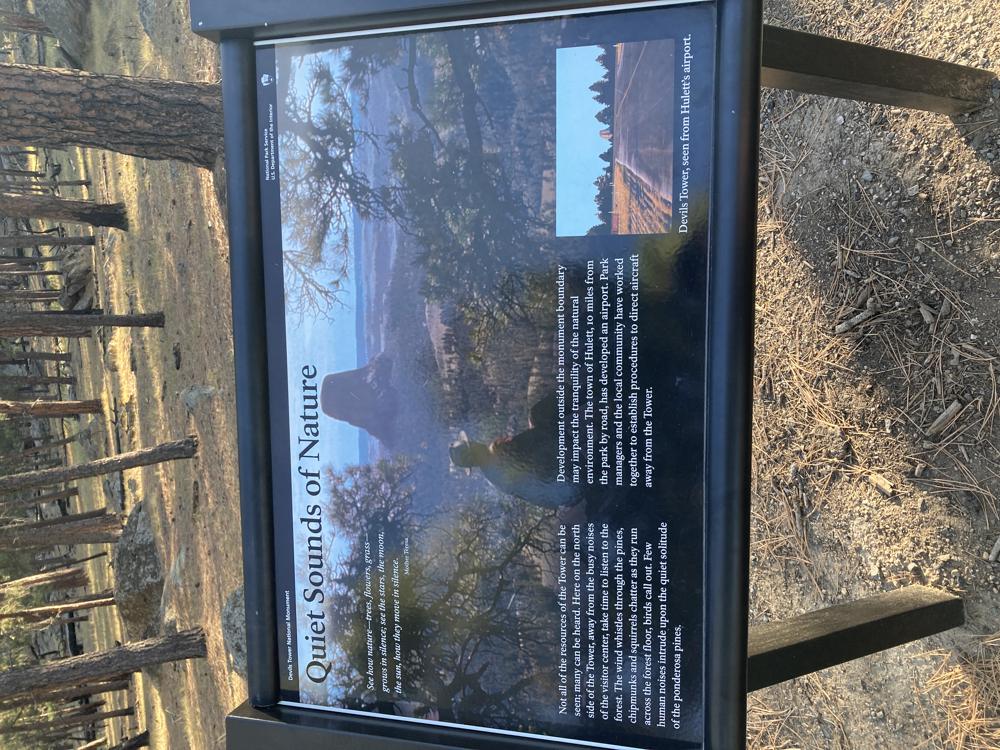 Devils Tower National Monument
National Park Service
U.S. Department of the Interior
Quiet Sounds of Nature
See how nature—trees, flowers, grass—
grows in silence; see the stars, the moon,
the sun, how they move in silence.
Mother Teresa
Not all of the resources of the Tower can be
seen; many can be heard. Here on the north
side of the Tower, away from the busy noises
of the visitor center, take time to listen to the
forest. The wind whistles through the pines,
chipmunks and squirrels chatter as they run
across the forest floor, birds call out. Few
human noises intrude upon the quiet solitude
of the ponderosa pines.
Development outside the monument boundary
may impact the tranquility of the natural
environment. The town of Hulett, 10 miles from
the park by road, has developed an airport. Park
managers and the local community have worked
together to establish procedures to direct aircraft
away from the Tower.
Devils Tower, seen from Hulett's airport.